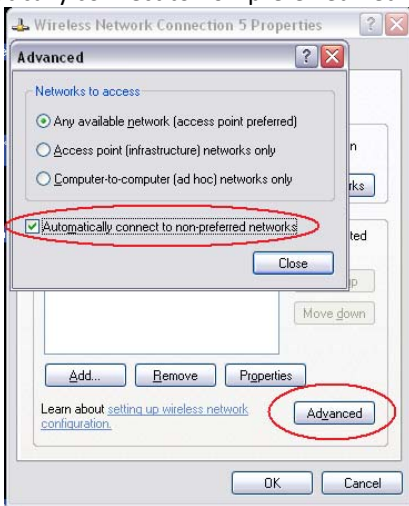 Wireless Network Connection 5 Properties
Advanced
Networks to access
Any available network (access point preferred)
Access point (infrastructure) networks only
Computer-to-computer (ad hoc) networks only
Automatically connect to non-preferred networks
Close
Move down
Add...
Remove
Properties
Learn about setting up wireless network
configuration.
Advanced
OK
Cancel